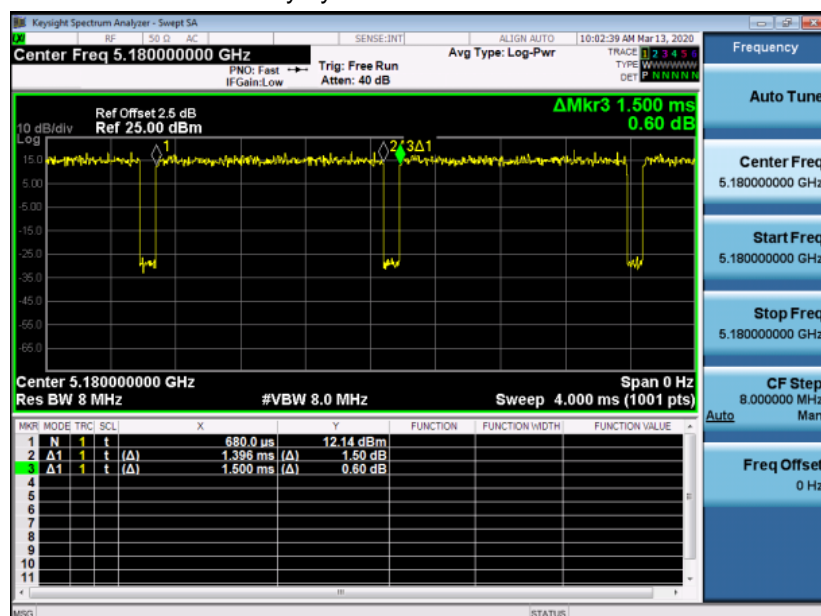 Keysight Spectrum Analyzer - Swept SA
RF 50 Ω AC SENSE:INT ALIGN AUTO 10:02:39 AM Mar 13, 2020
Center Freq 5.180000000 GHz
PNO: Fast
IFGain:Low
Trig: Free Run
Atten: 40 dB
Avg Type: Log-Pwr
TRACE 1 2 3 4 5 6
TYPE WWWWWW
DET P NNNNN
Frequency
Auto Tune
Center Freq
5.180000000 GHz
Start Freq
5.180000000 GHz
Stop Freq
5.180000000 GHz
CF Step
8.000000 MHz
Auto Man
Freq Offset
0 Hz
ΔMkr3 1.500 ms
0.60 dB
Ref Offset 2.5 dB
10 dB/div Ref 25.00 dBm
Log
15.0
5.00
-5.00
-15.0
-25.0
-35.0
-45.0
-55.0
-65.0
1
2 3Δ1
Center 5.180000000 GHz Span 0 Hz
Res BW 8 MHz #VBW 8.0 MHz Sweep 4.000 ms (1001 pts)
MKR MODE TRC SCL X Y FUNCTION FUNCTION WIDTH FUNCTION VALUE
1 N 1 t 680.0 µs 12.14 dBm
2 Δ1 1 t (Δ) 1.396 ms (Δ) 1.50 dB
3 Δ1 1 t (Δ) 1.500 ms (Δ) 0.60 dB
4
5
6
7
8
9
10
11
MSG STATUS